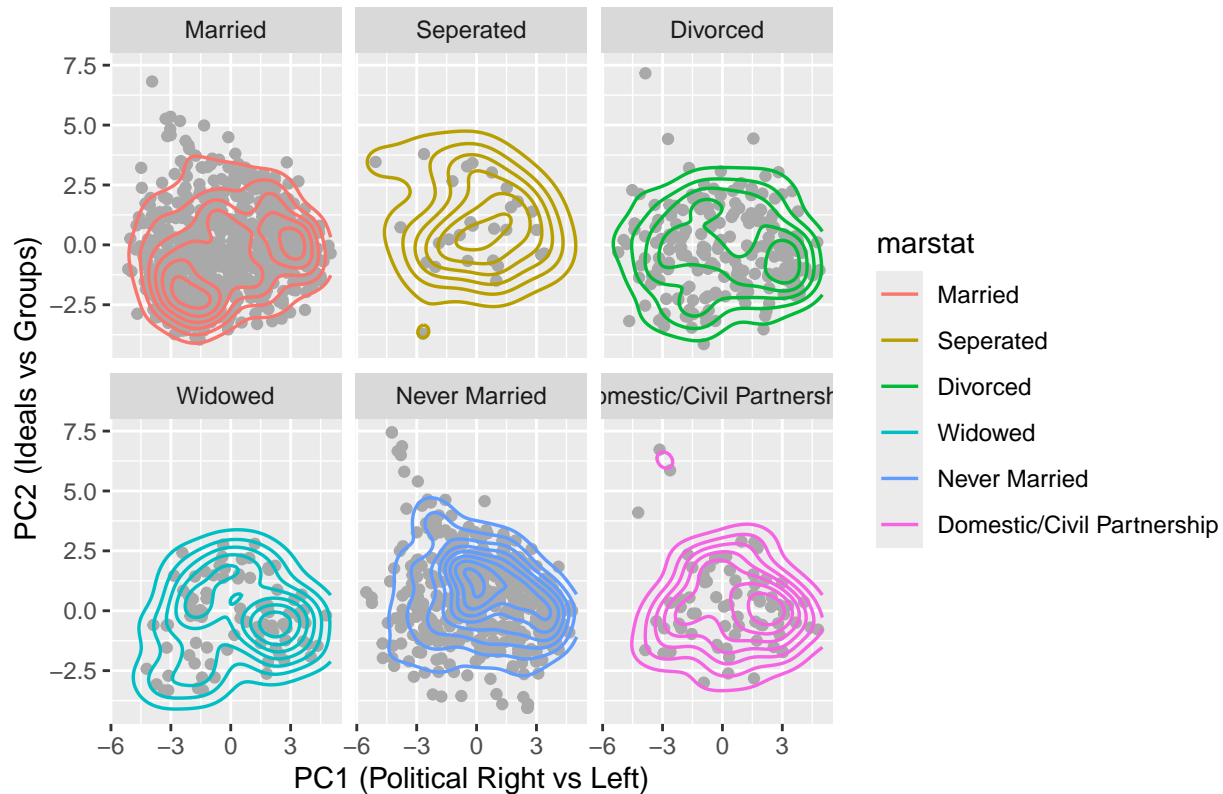 Married Seperated Divorced
7.5
5.0
2.5
0.0
−2.5
Widowed Never Married omestic/Civil Partnersh
7.5
5.0
2.5
0.0
−2.5
−6 −3 0 3 −6 −3 0 3 −6 −3 0 3
PC1 (Political Right vs Left)
PC2 (Ideals vs Groups)
marstat
Married
Seperated
Divorced
Widowed
Never Married
Domestic/Civil Partnership